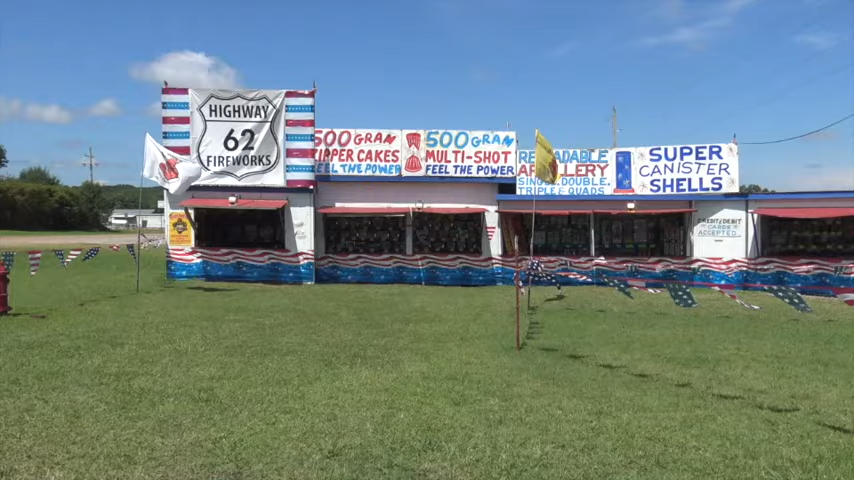 HIGHWAY
62
FIREWORKS
500 GRAM
ZIPPER CAKES
FEEL THE POWER
500 GRAM
MULTI-SHOT
FEEL THE POWER
RELOADABLE
ARTILLERY
SINGLE, DOUBLE,
TRIPLE & QUADS
SUPER
CANISTER
SHELLS
CREDIT/DEBIT
CARDS
ACCEPTED